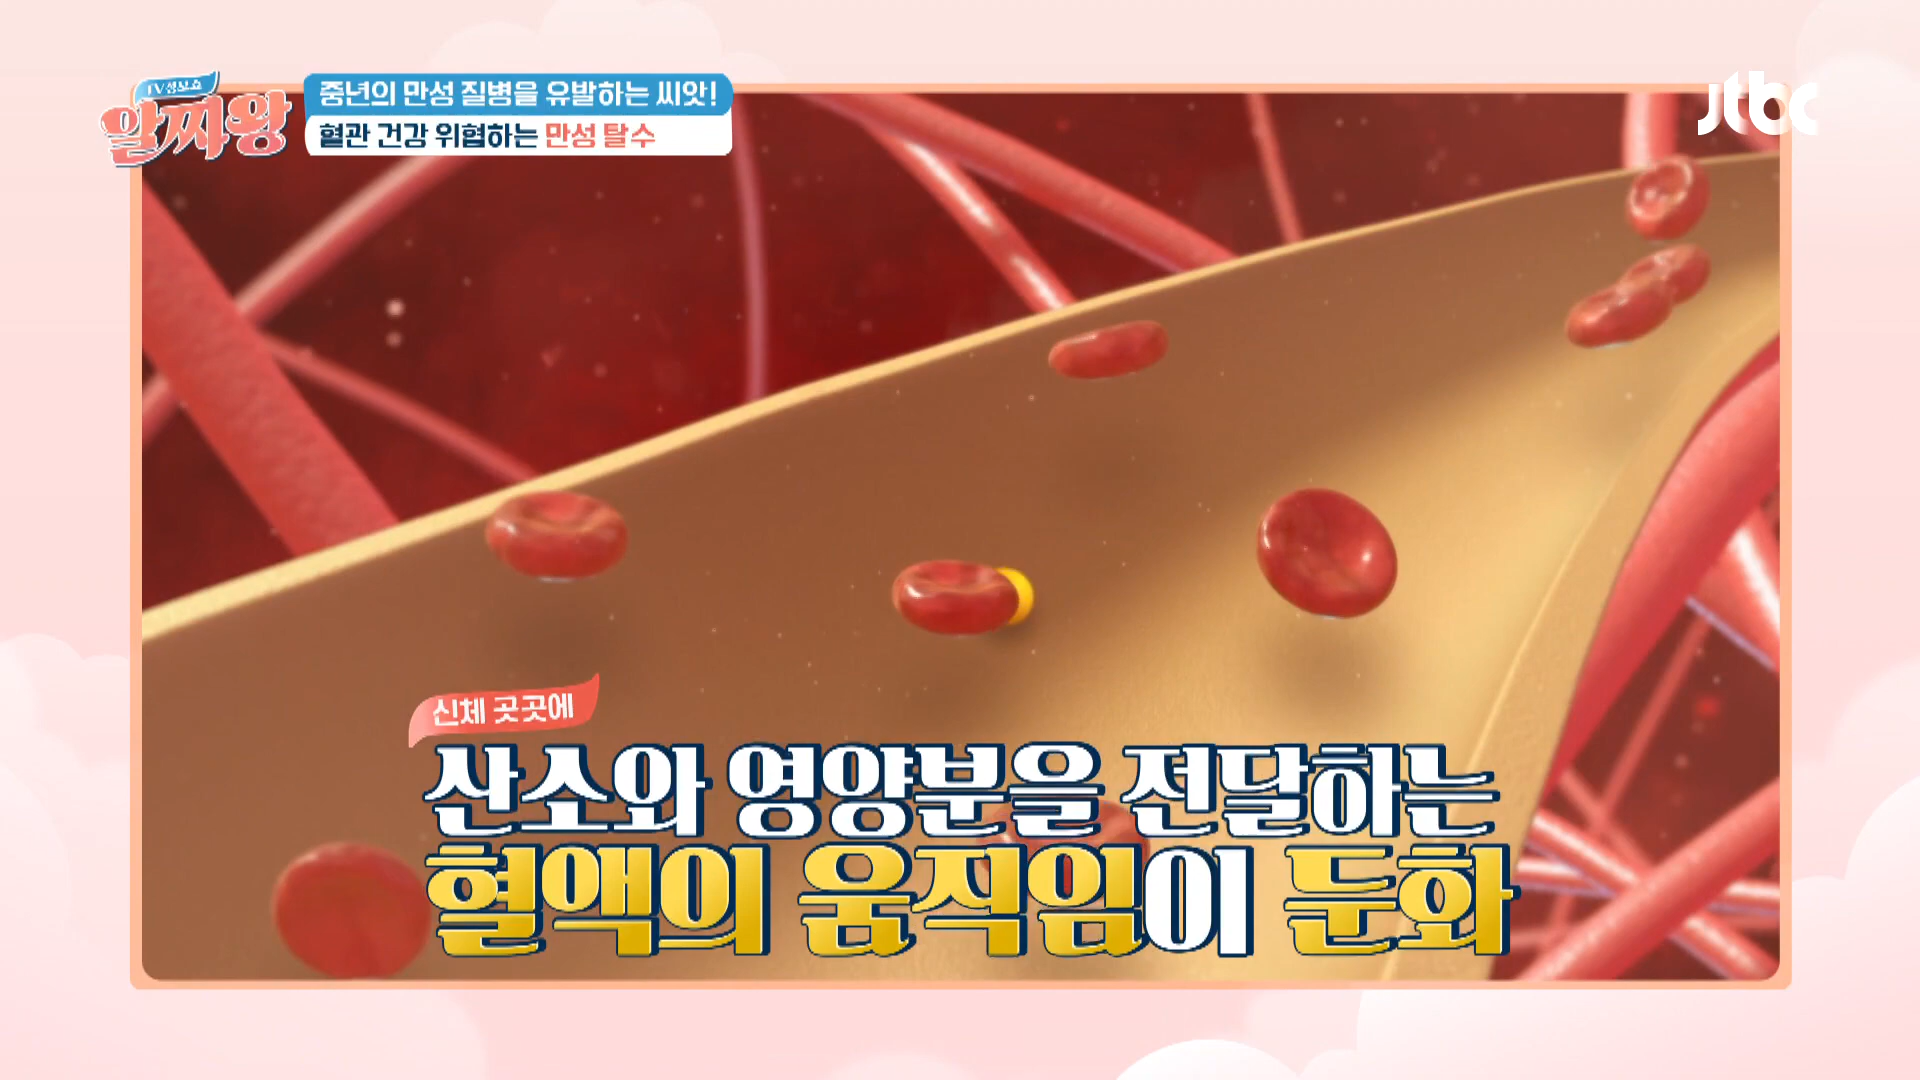 TV정보쇼
알짜왕
중년의 만성 질병을 유발하는 씨앗!
혈관 건강 위협하는 만성 탈수
jtbc
신체 곳곳에
산소와 영양분을 전달하는
혈액의 움직임이 둔화